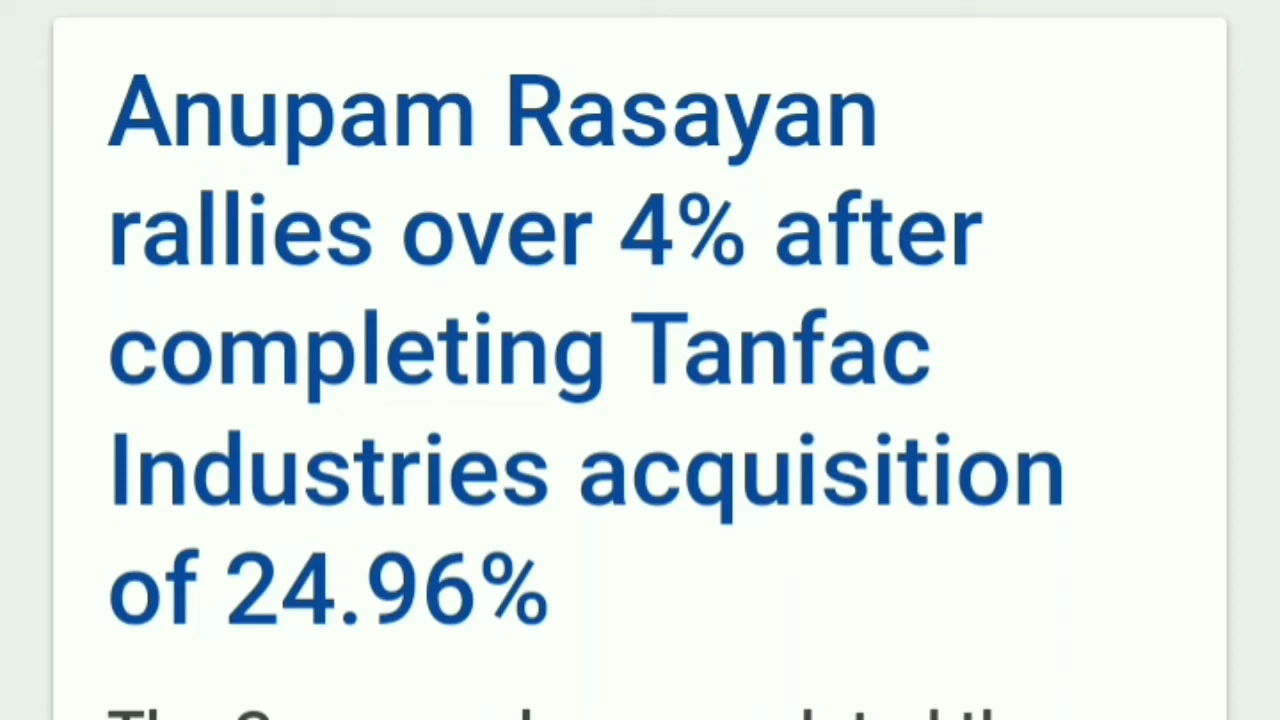 Anupam Rasayan
rallies over 4% after
completing Tanfac
Industries acquisition
of 24.96%